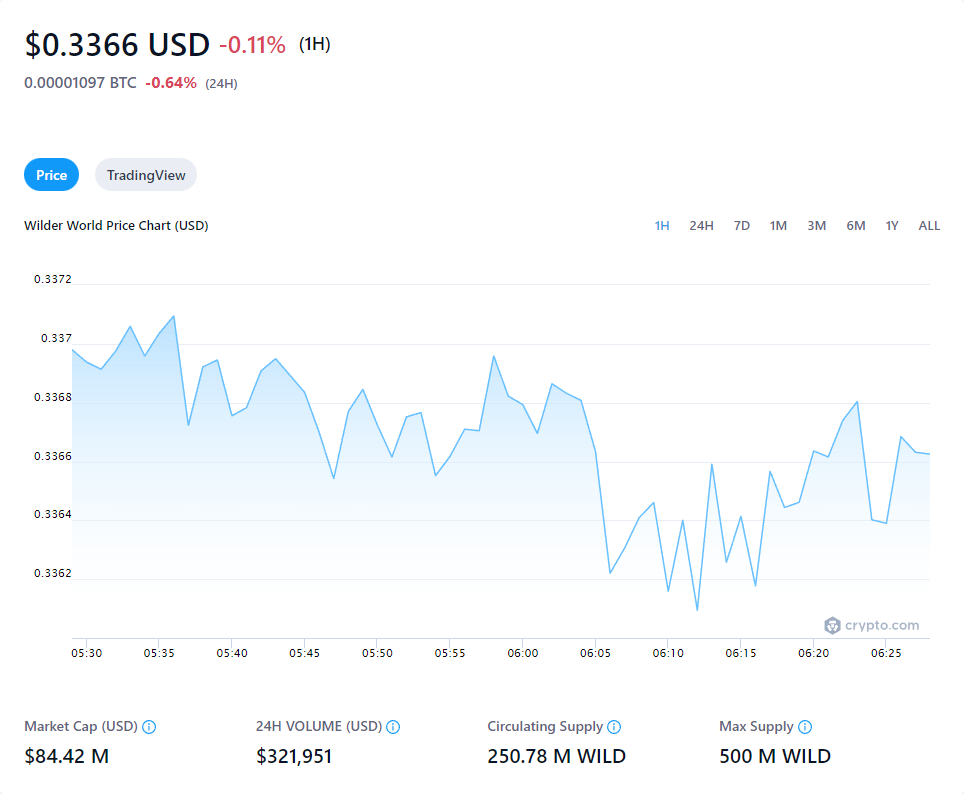 $0.3366 USD -0.11% (1H)
0.00001097 BTC -0.64% (24H)
Price TradingView
Wilder World Price Chart (USD) 1H 24H 7D 1M 3M 6M 1Y ALL
0.3372
0.337
0.3368
0.3366
0.3364
0.3362
crypto.com
05:30 05:35 05:40 05:45 05:50 05:55 06:00 06:05 06:10 06:15 06:20 06:25
Market Cap (USD) 24H VOLUME (USD) Circulating Supply Max Supply
$84.42 M $321,951 250.78 M WILD 500 M WILD